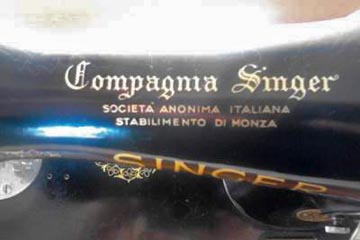 Compagnia Singer
SOCIETÀ ANONIMA ITALIANA
STABILIMENTO DI MONZA
SINGER